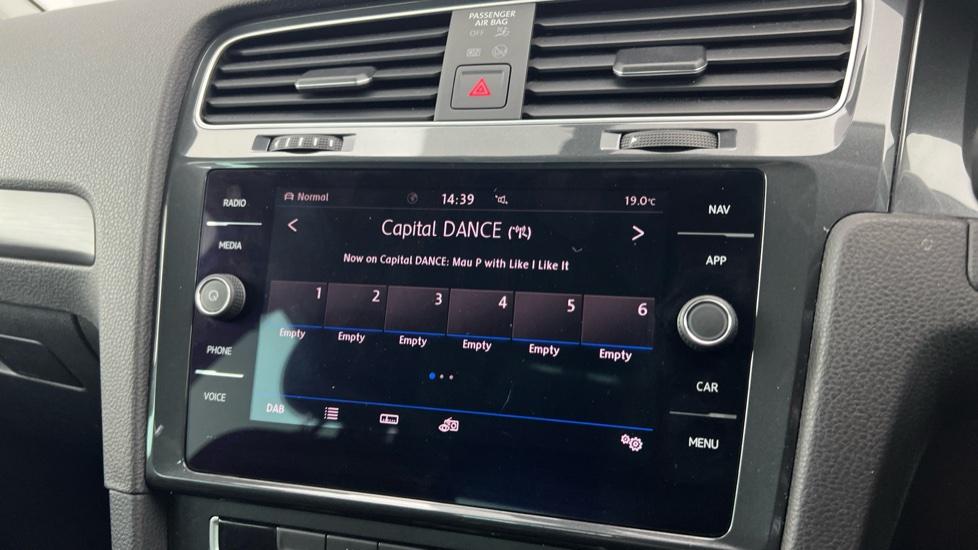 PASSENGER
AIR BAG
OFF
RADIO
MEDIA
PHONE
VOICE
Normal
14:39
19.0°C
< Capital DANCE >
Now on Capital DANCE: Mau P with Like I Like It
1 2 3 4 5 6
Empty Empty Empty Empty Empty Empty
DAB
NAV
APP
CAR
MENU